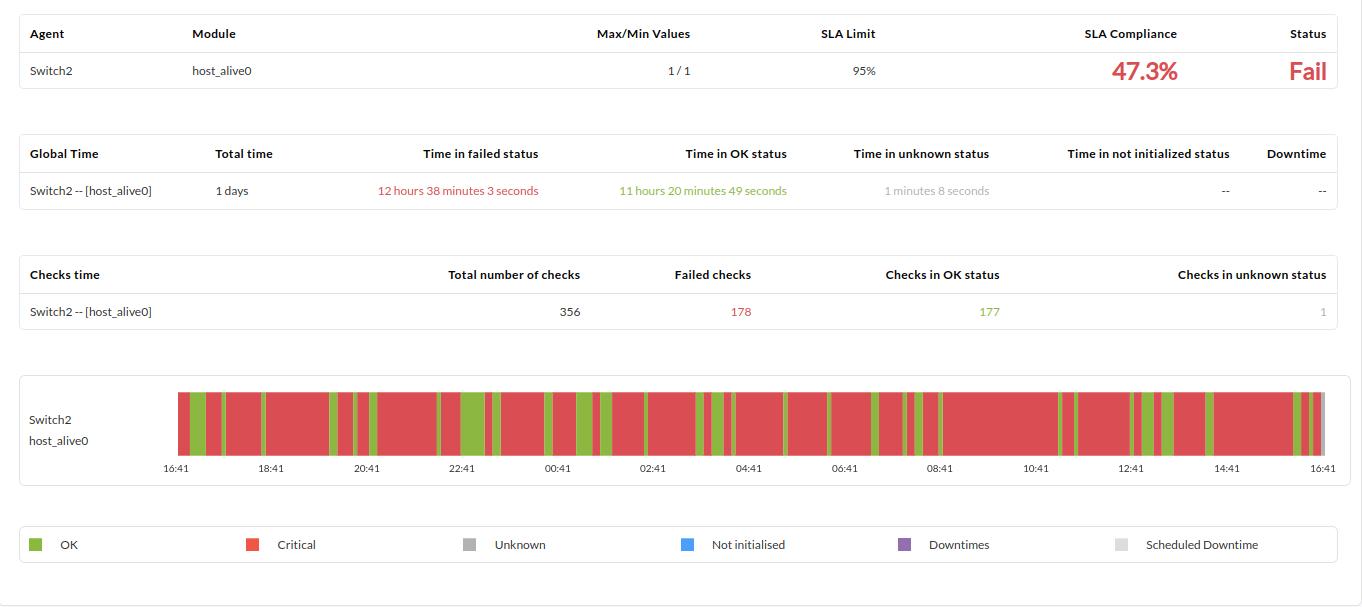 Agent Module Max/Min Values SLA Limit SLA Compliance Status
Switch2 host_alive0 1 / 1 95% 47.3% Fail
Global Time Total time Time in failed status Time in OK status Time in unknown status Time in not initialized status Downtime
Switch2 -- [host_alive0] 1 days 12 hours 38 minutes 3 seconds 11 hours 20 minutes 49 seconds 1 minutes 8 seconds -- --
Checks time Total number of checks Failed checks Checks in OK status Checks in unknown status
Switch2 -- [host_alive0] 356 178 177 1
Switch2
host_alive0
16:41 18:41 20:41 22:41 00:41 02:41 04:41 06:41 08:41 10:41 12:41 14:41 16:41
OK Critical Unknown Not initialised Downtimes Scheduled Downtime